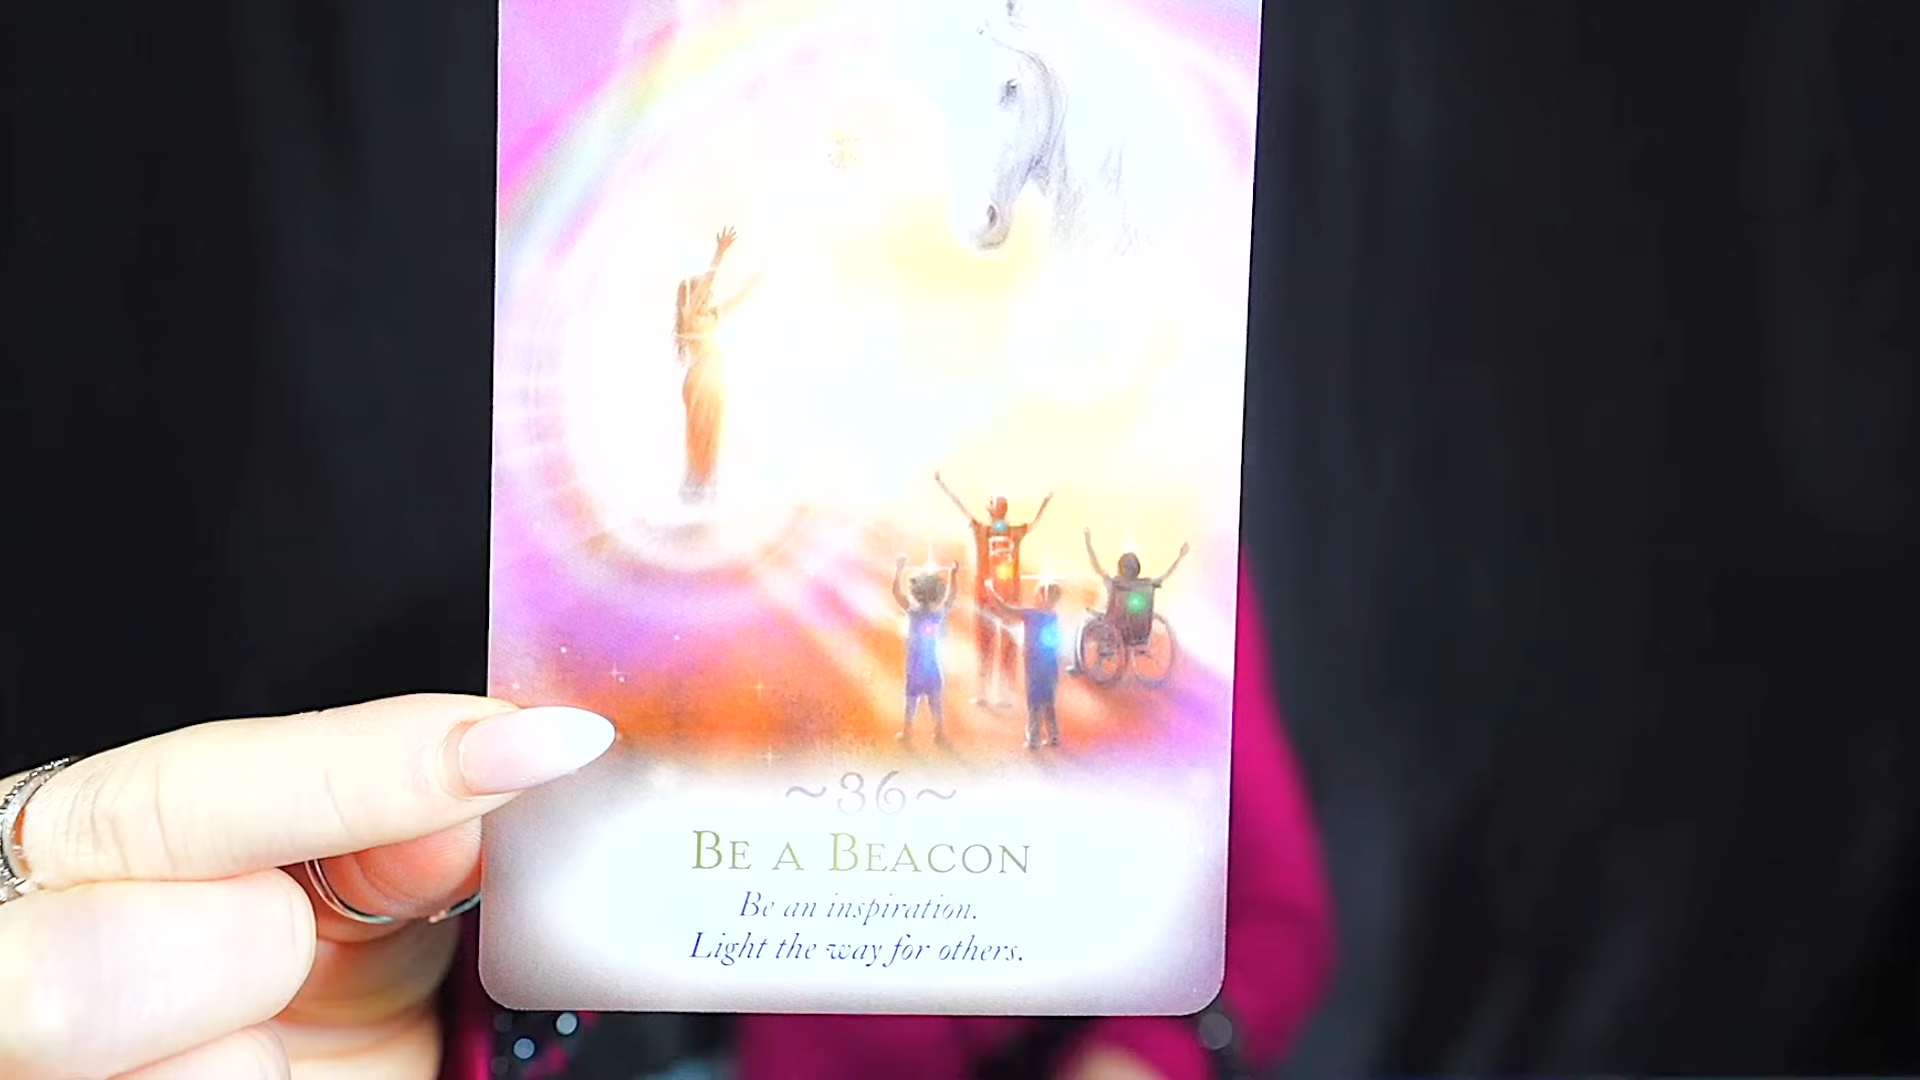 ~36~
BE A BEACON
Be an inspiration.
Light the way for others.